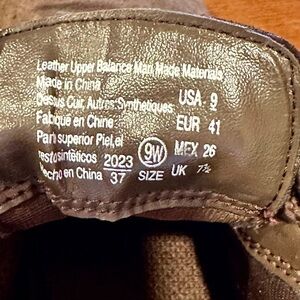 Leather Upper Balance Man Made Materials
Made in China
Dessus Cuir, Autres Synthetiques USA 9
Fabriqué en Chine EUR 41
Parte superior Piel, el MEX 26
resto sintéticos 2023 9W UK 7½
Hecho en China 37 SIZE